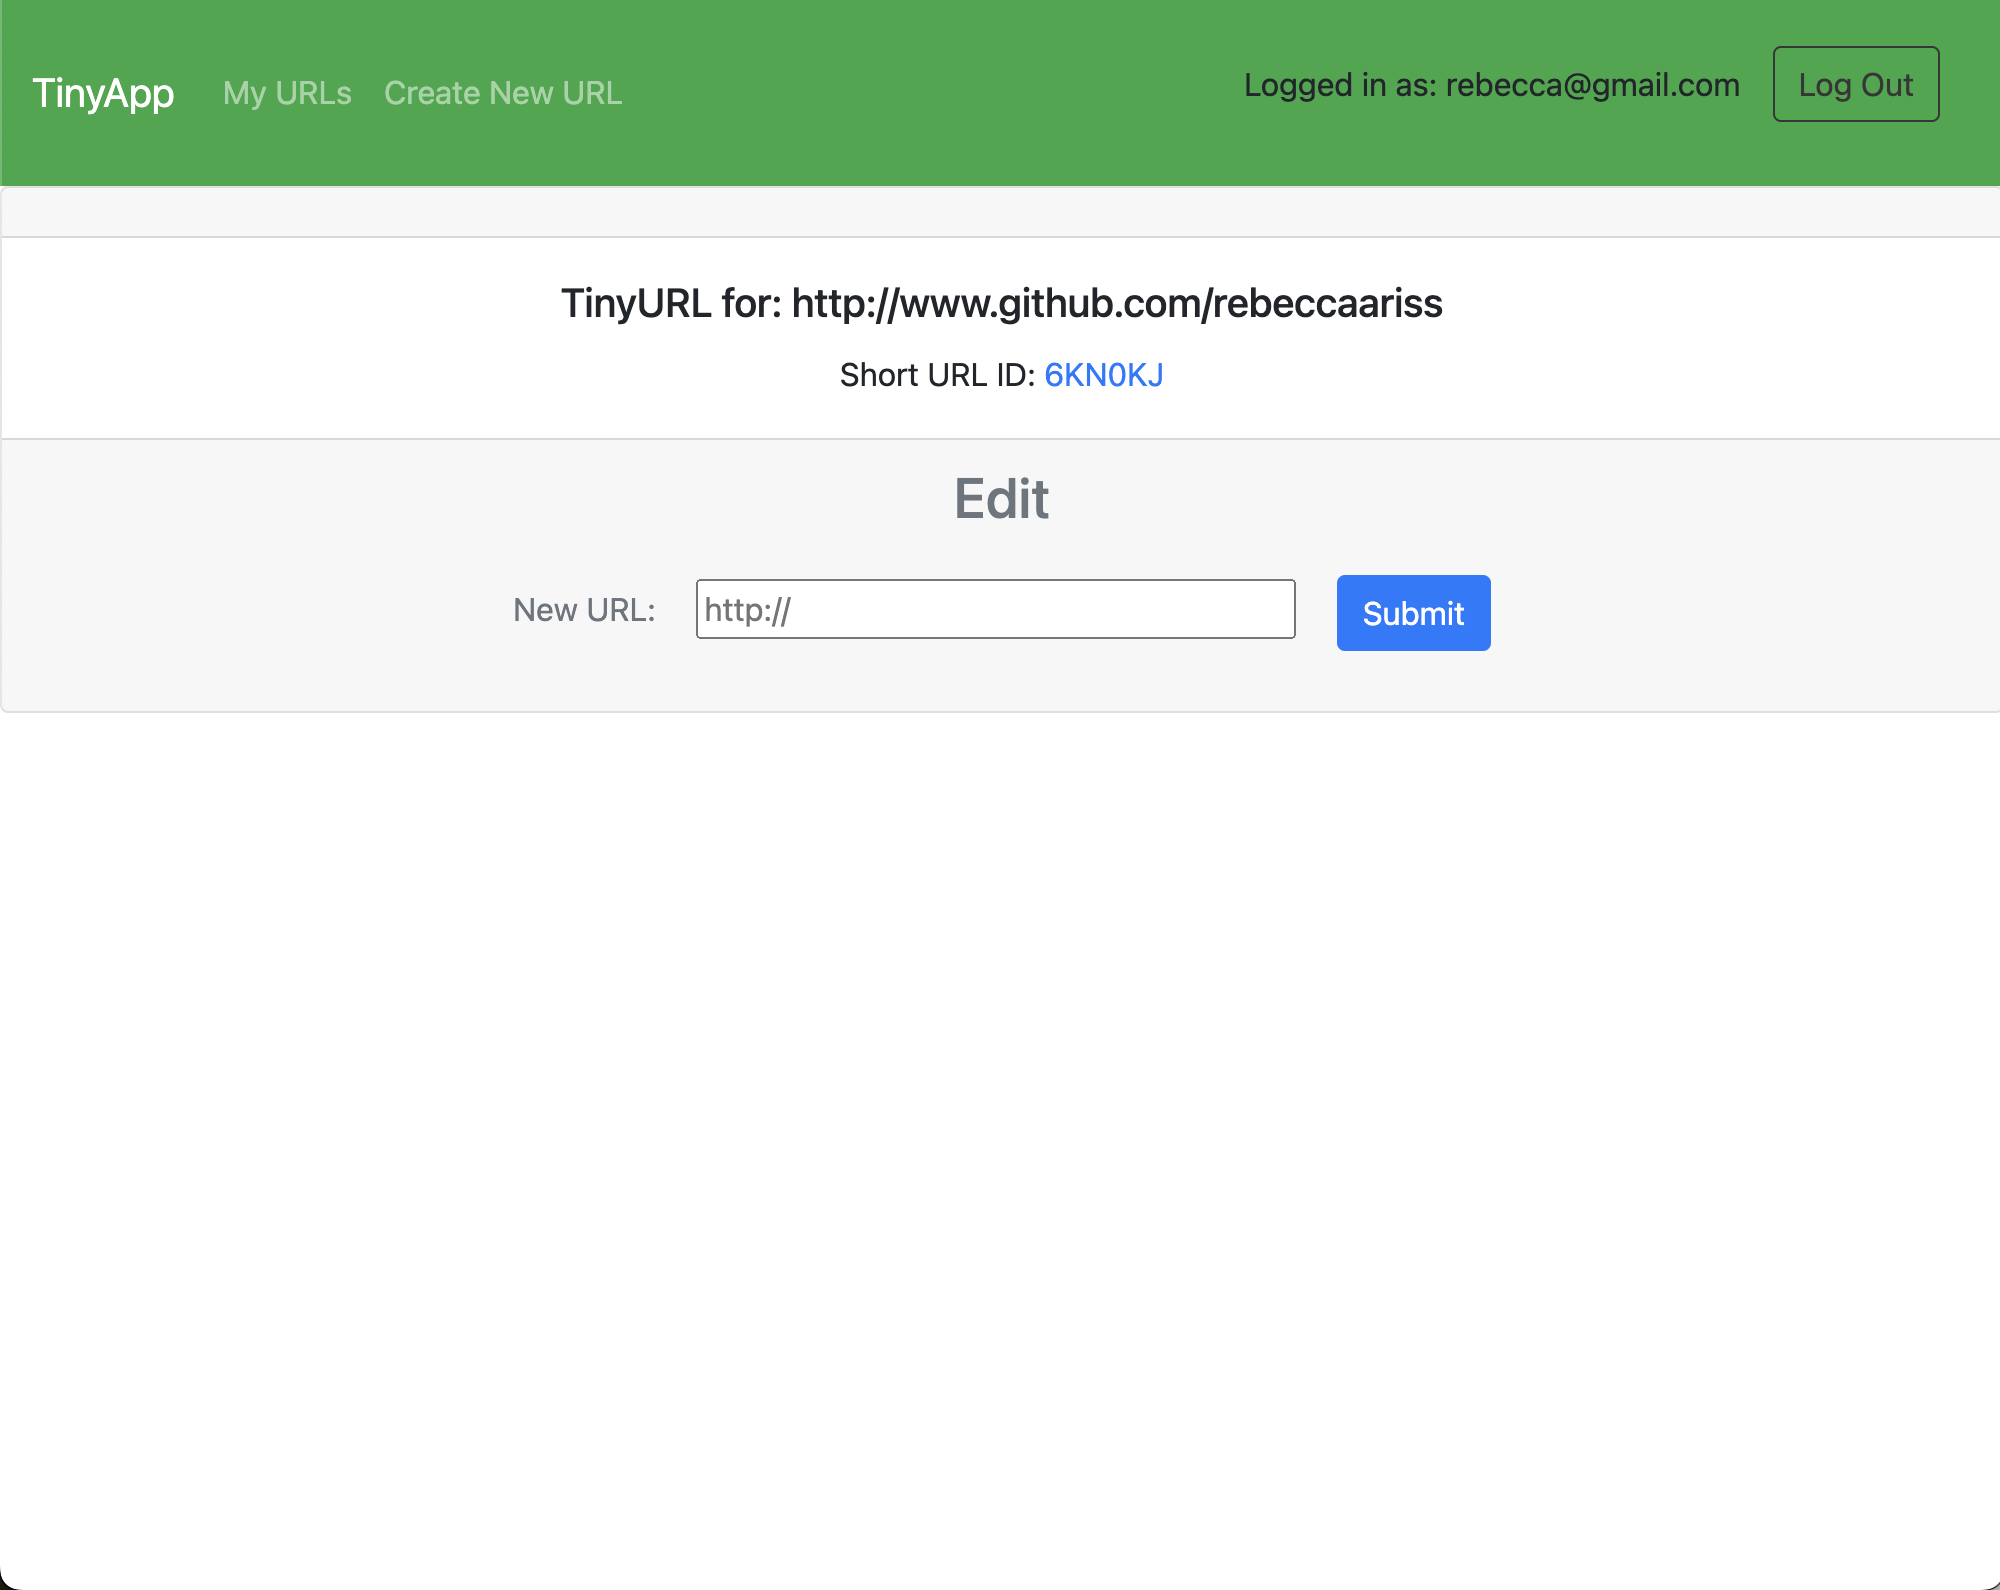 TinyApp My URLs Create New URL Logged in as: rebecca@gmail.com Log Out
TinyURL for: http://www.github.com/rebeccaariss
Short URL ID: 6KN0KJ
Edit
New URL: http:// Submit